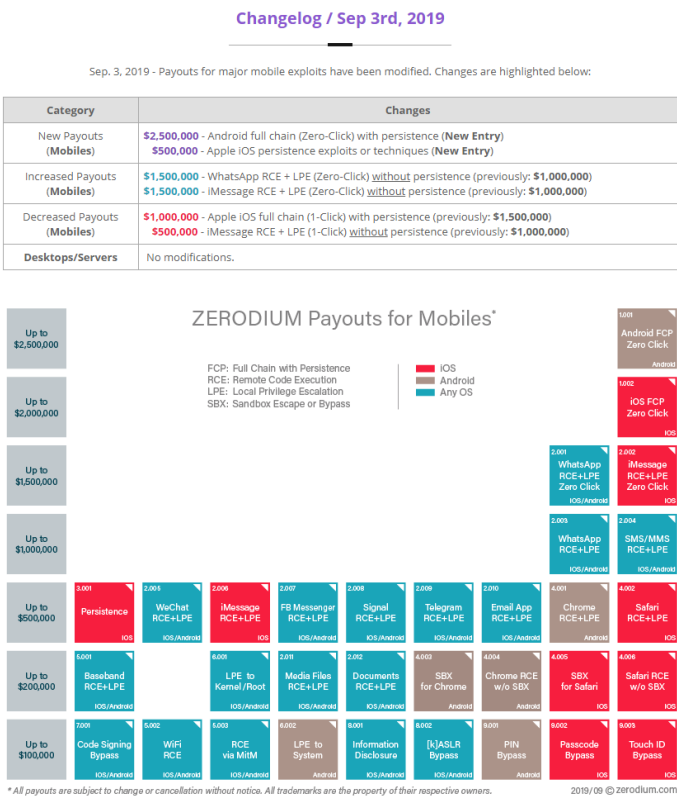 Changelog / Sep 3rd, 2019
Sep. 3, 2019 - Payouts for major mobile exploits have been modified. Changes are highlighted below:
Category Changes
New Payouts
(Mobiles)
$2,500,000 - Android full chain (Zero-Click) with persistence (New Entry)
$500,000 - Apple iOS persistence exploits or techniques (New Entry)
Increased Payouts
(Mobiles)
$1,500,000 - WhatsApp RCE + LPE (Zero-Click) without persistence (previously: $1,000,000)
$1,500,000 - iMessage RCE + LPE (Zero-Click) without persistence (previously: $1,000,000)
Decreased Payouts
(Mobiles)
$1,000,000 - Apple iOS full chain (1-Click) with persistence (previously: $1,500,000)
$500,000 - iMessage RCE + LPE (1-Click) without persistence (previously: $1,000,000)
Desktops/Servers No modifications.
ZERODIUM Payouts for Mobiles*
FCP: Full Chain with Persistence
RCE: Remote Code Execution
LPE: Local Privilege Escalation
SBX: Sandbox Escape or Bypass
iOS
Android
Any OS
Up to
$2,500,000
1.001
Android FCP
Zero Click
Android
Up to
$2,000,000
1.002
iOS FCP
Zero Click
iOS
Up to
$1,500,000
2.001
WhatsApp
RCE+LPE
Zero Click
iOS/Android
2.002
iMessage
RCE+LPE
Zero Click
iOS
Up to
$1,000,000
2.003
WhatsApp
RCE+LPE
iOS/Android
2.004
SMS/MMS
RCE+LPE
iOS/Android
Up to
$500,000
3.001
Persistence
iOS
2.005
WeChat
RCE+LPE
iOS/Android
2.006
iMessage
RCE+LPE
iOS
2.007
FB Messenger
RCE+LPE
iOS/Android
2.008
Signal
RCE+LPE
iOS/Android
2.009
Telegram
RCE+LPE
iOS/Android
2.010
Email App
RCE+LPE
iOS/Android
4.001
Chrome
RCE+LPE
Android
4.002
Safari
RCE+LPE
iOS
Up to
$200,000
5.001
Baseband
RCE+LPE
iOS/Android
6.001
LPE to
Kernel/Root
iOS/Android
2.011
Media Files
RCE+LPE
iOS/Android
2.012
Documents
RCE+LPE
iOS/Android
4.003
SBX
for Chrome
Android
4.004
Chrome RCE
w/o SBX
Android
4.005
SBX
for Safari
iOS
4.006
Safari RCE
w/o SBX
iOS
Up to
$100,000
7.001
Code Signing
Bypass
iOS/Android
5.002
WiFi
RCE
iOS/Android
5.003
RCE
via MitM
iOS/Android
6.002
LPE to
System
Android
8.001
Information
Disclosure
iOS/Android
8.002
[k]ASLR
Bypass
iOS/Android
9.001
PIN
Bypass
Android
9.002
Passcode
Bypass
iOS
9.003
Touch ID
Bypass
iOS
* All payouts are subject to change or cancellation without notice. All trademarks are the property of their respective owners.
2019/09 © zerodium.com